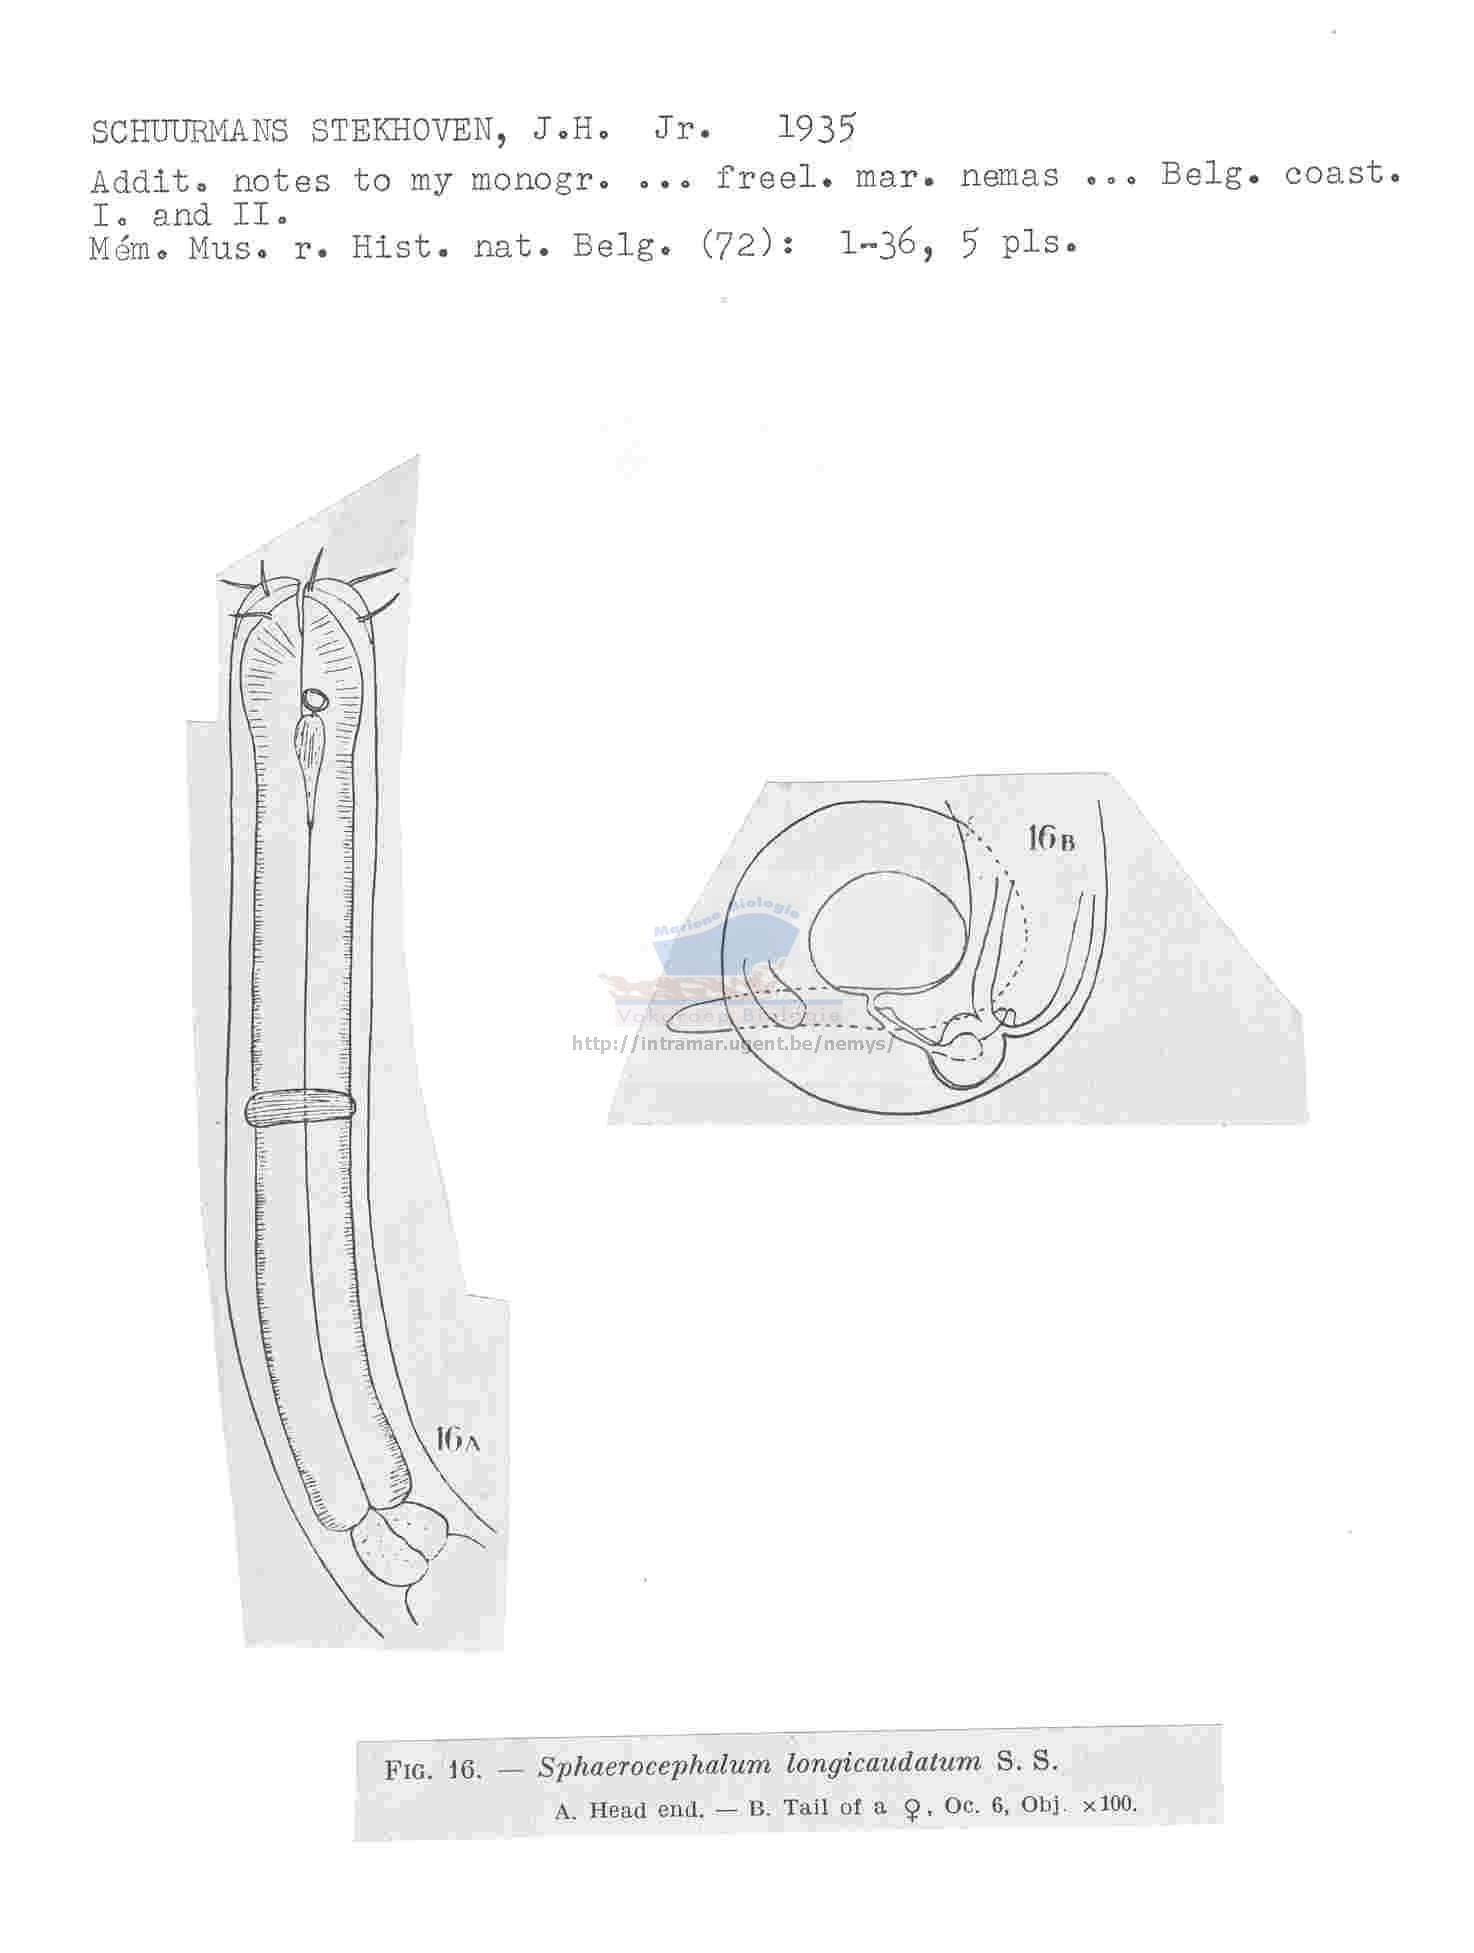 SCHUURMANS STEKHOVEN, J.H. Jr. 1935
Addit. notes to my monogr. ... freel. mar. nemas ... Belg. coast.
I. and II.
Mém. Mus. r. Hist. nat. Belg. (72): 1-36, 5 pls.
16B
Mariene Biologie
Vakgroep Biologie
http://intramar.ugent.be/nemys/
16A
FIG. 16. — Sphaerocephalum longicaudatum S. S.
A. Head end. — B. Tail of a ♀, Oc. 6, Obj. ×100.